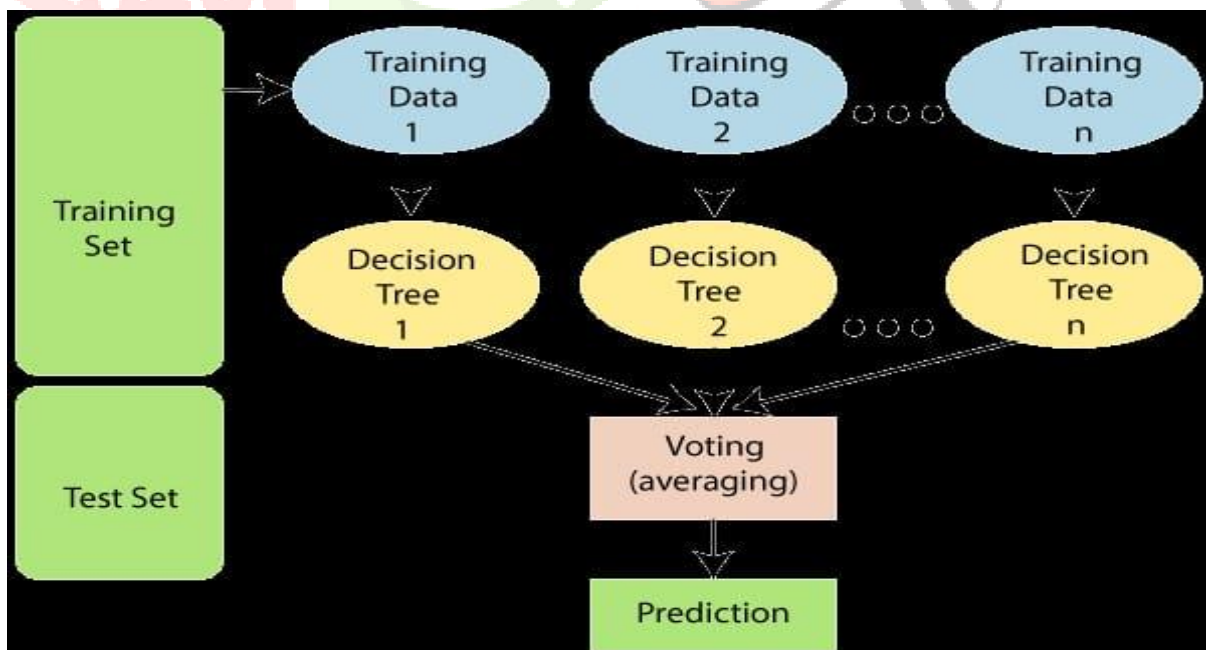 Training
Set
Test Set
Training
Data
1
Training
Data
2
Training
Data
n
Decision
Tree
1
Decision
Tree
2
Decision
Tree
n
Voting
(averaging)
Prediction